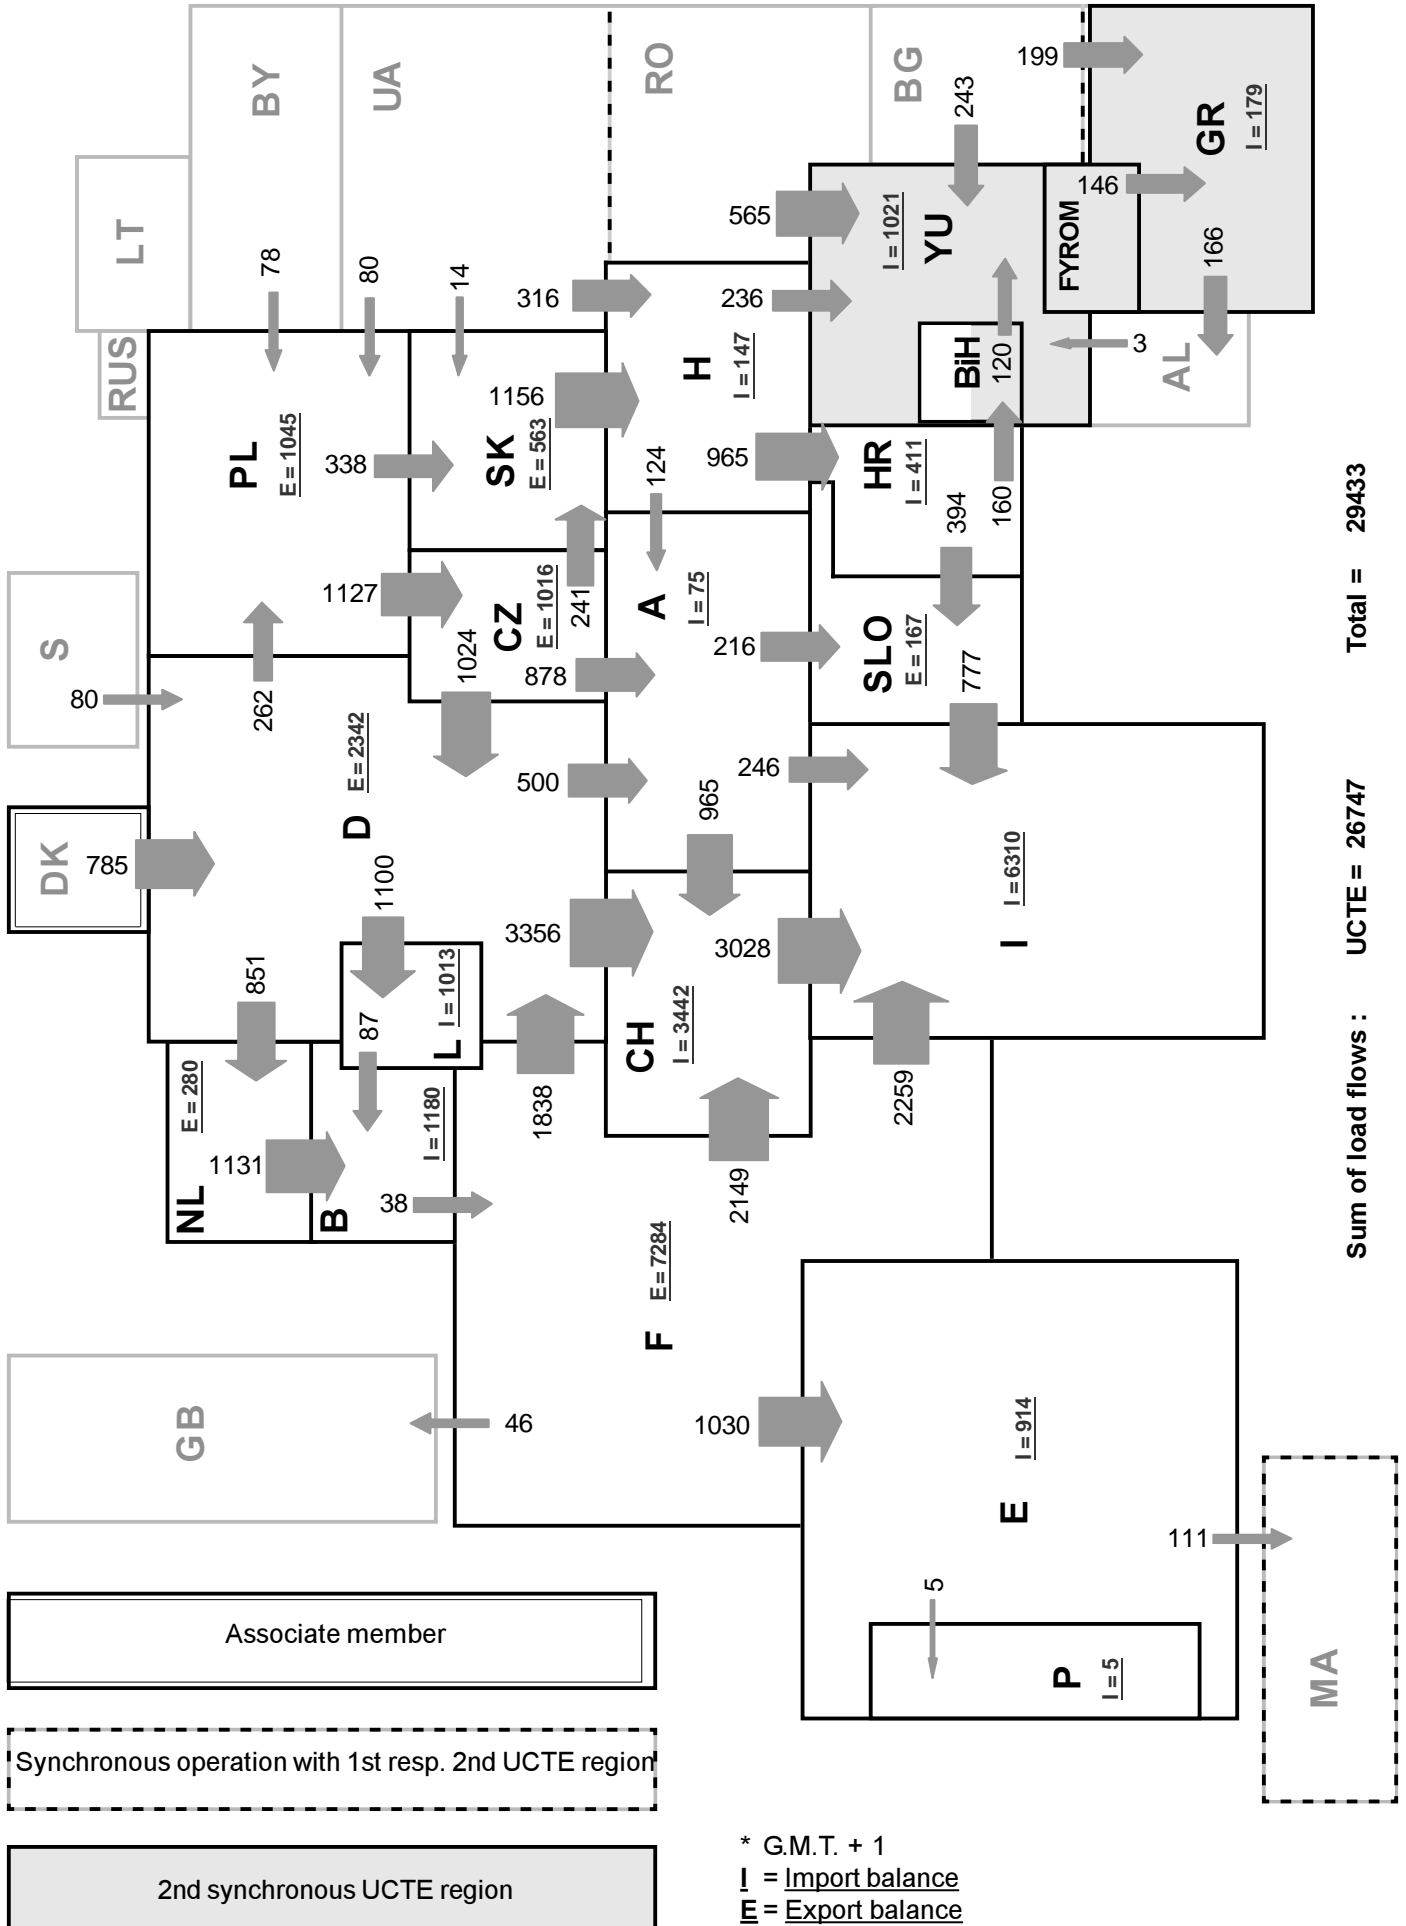 BY
UA
RO
BG
199
243
GR
I = 179
LT
78
80
14
565
I = 1021
YU
146
FYROM
166
RUS
316
236
BiH
120
3
AL
PL
E = 1045
338
SK
E = 563
1156
H
I = 147
124
965
HR
I = 411
394
160
S
80
262
1127
1024
CZ
E = 1016
241
878
A
I = 75
216
SLO
E = 167
777
D
E = 2342
500
965
246
DK
785
851
1100
87
L
I = 1013
3356
1838
CH
I = 3442
3028
2259
I
I = 6310
NL
E = 280
1131
B
I = 1180
38
2149
F
E = 7284
GB
46
1030
E
I = 914
5
P
I = 5
111
MA
Sum of load flows : UCTE = 26747 Total = 29433
Associate member
Synchronous operation with 1st resp. 2nd UCTE region
2nd synchronous UCTE region
* G.M.T. + 1
I = Import balance
E = Export balance